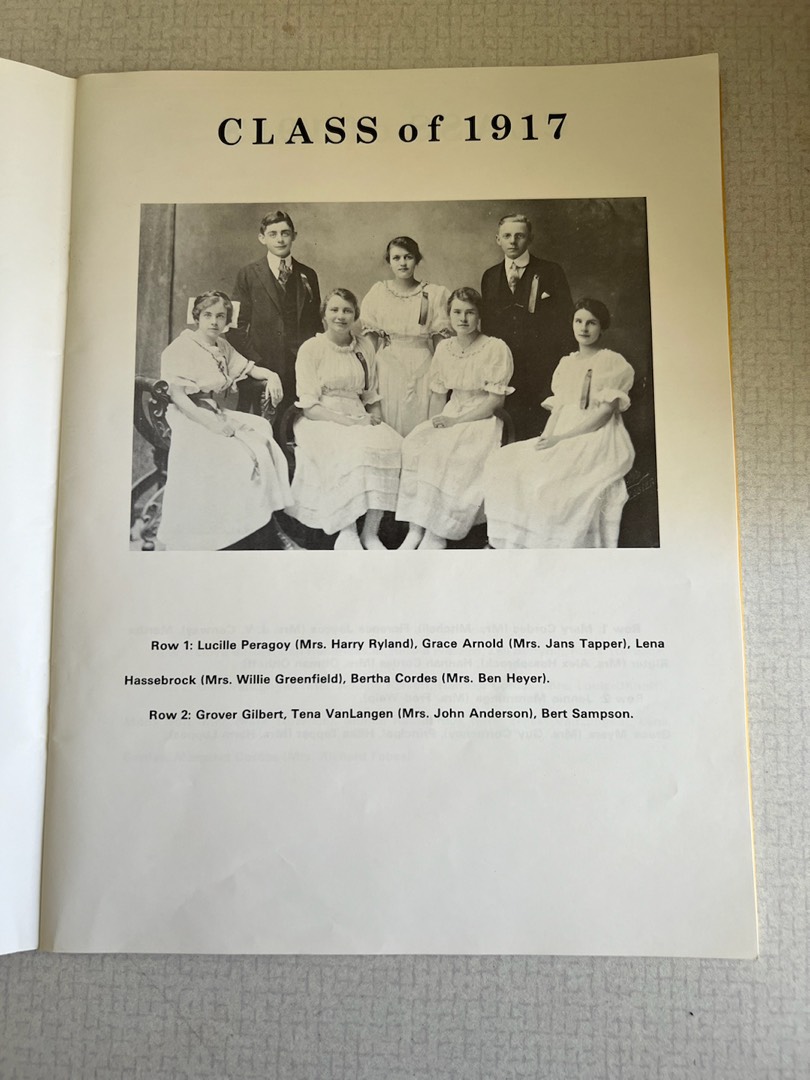 CLASS of 1917
Row 1: Lucille Peragoy (Mrs. Harry Ryland), Grace Arnold (Mrs. Jans Tapper), Lena
Hassebrock (Mrs. Willie Greenfield), Bertha Cordes (Mrs. Ben Heyer).
Row 2: Grover Gilbert, Tena VanLangen (Mrs. John Anderson), Bert Sampson.